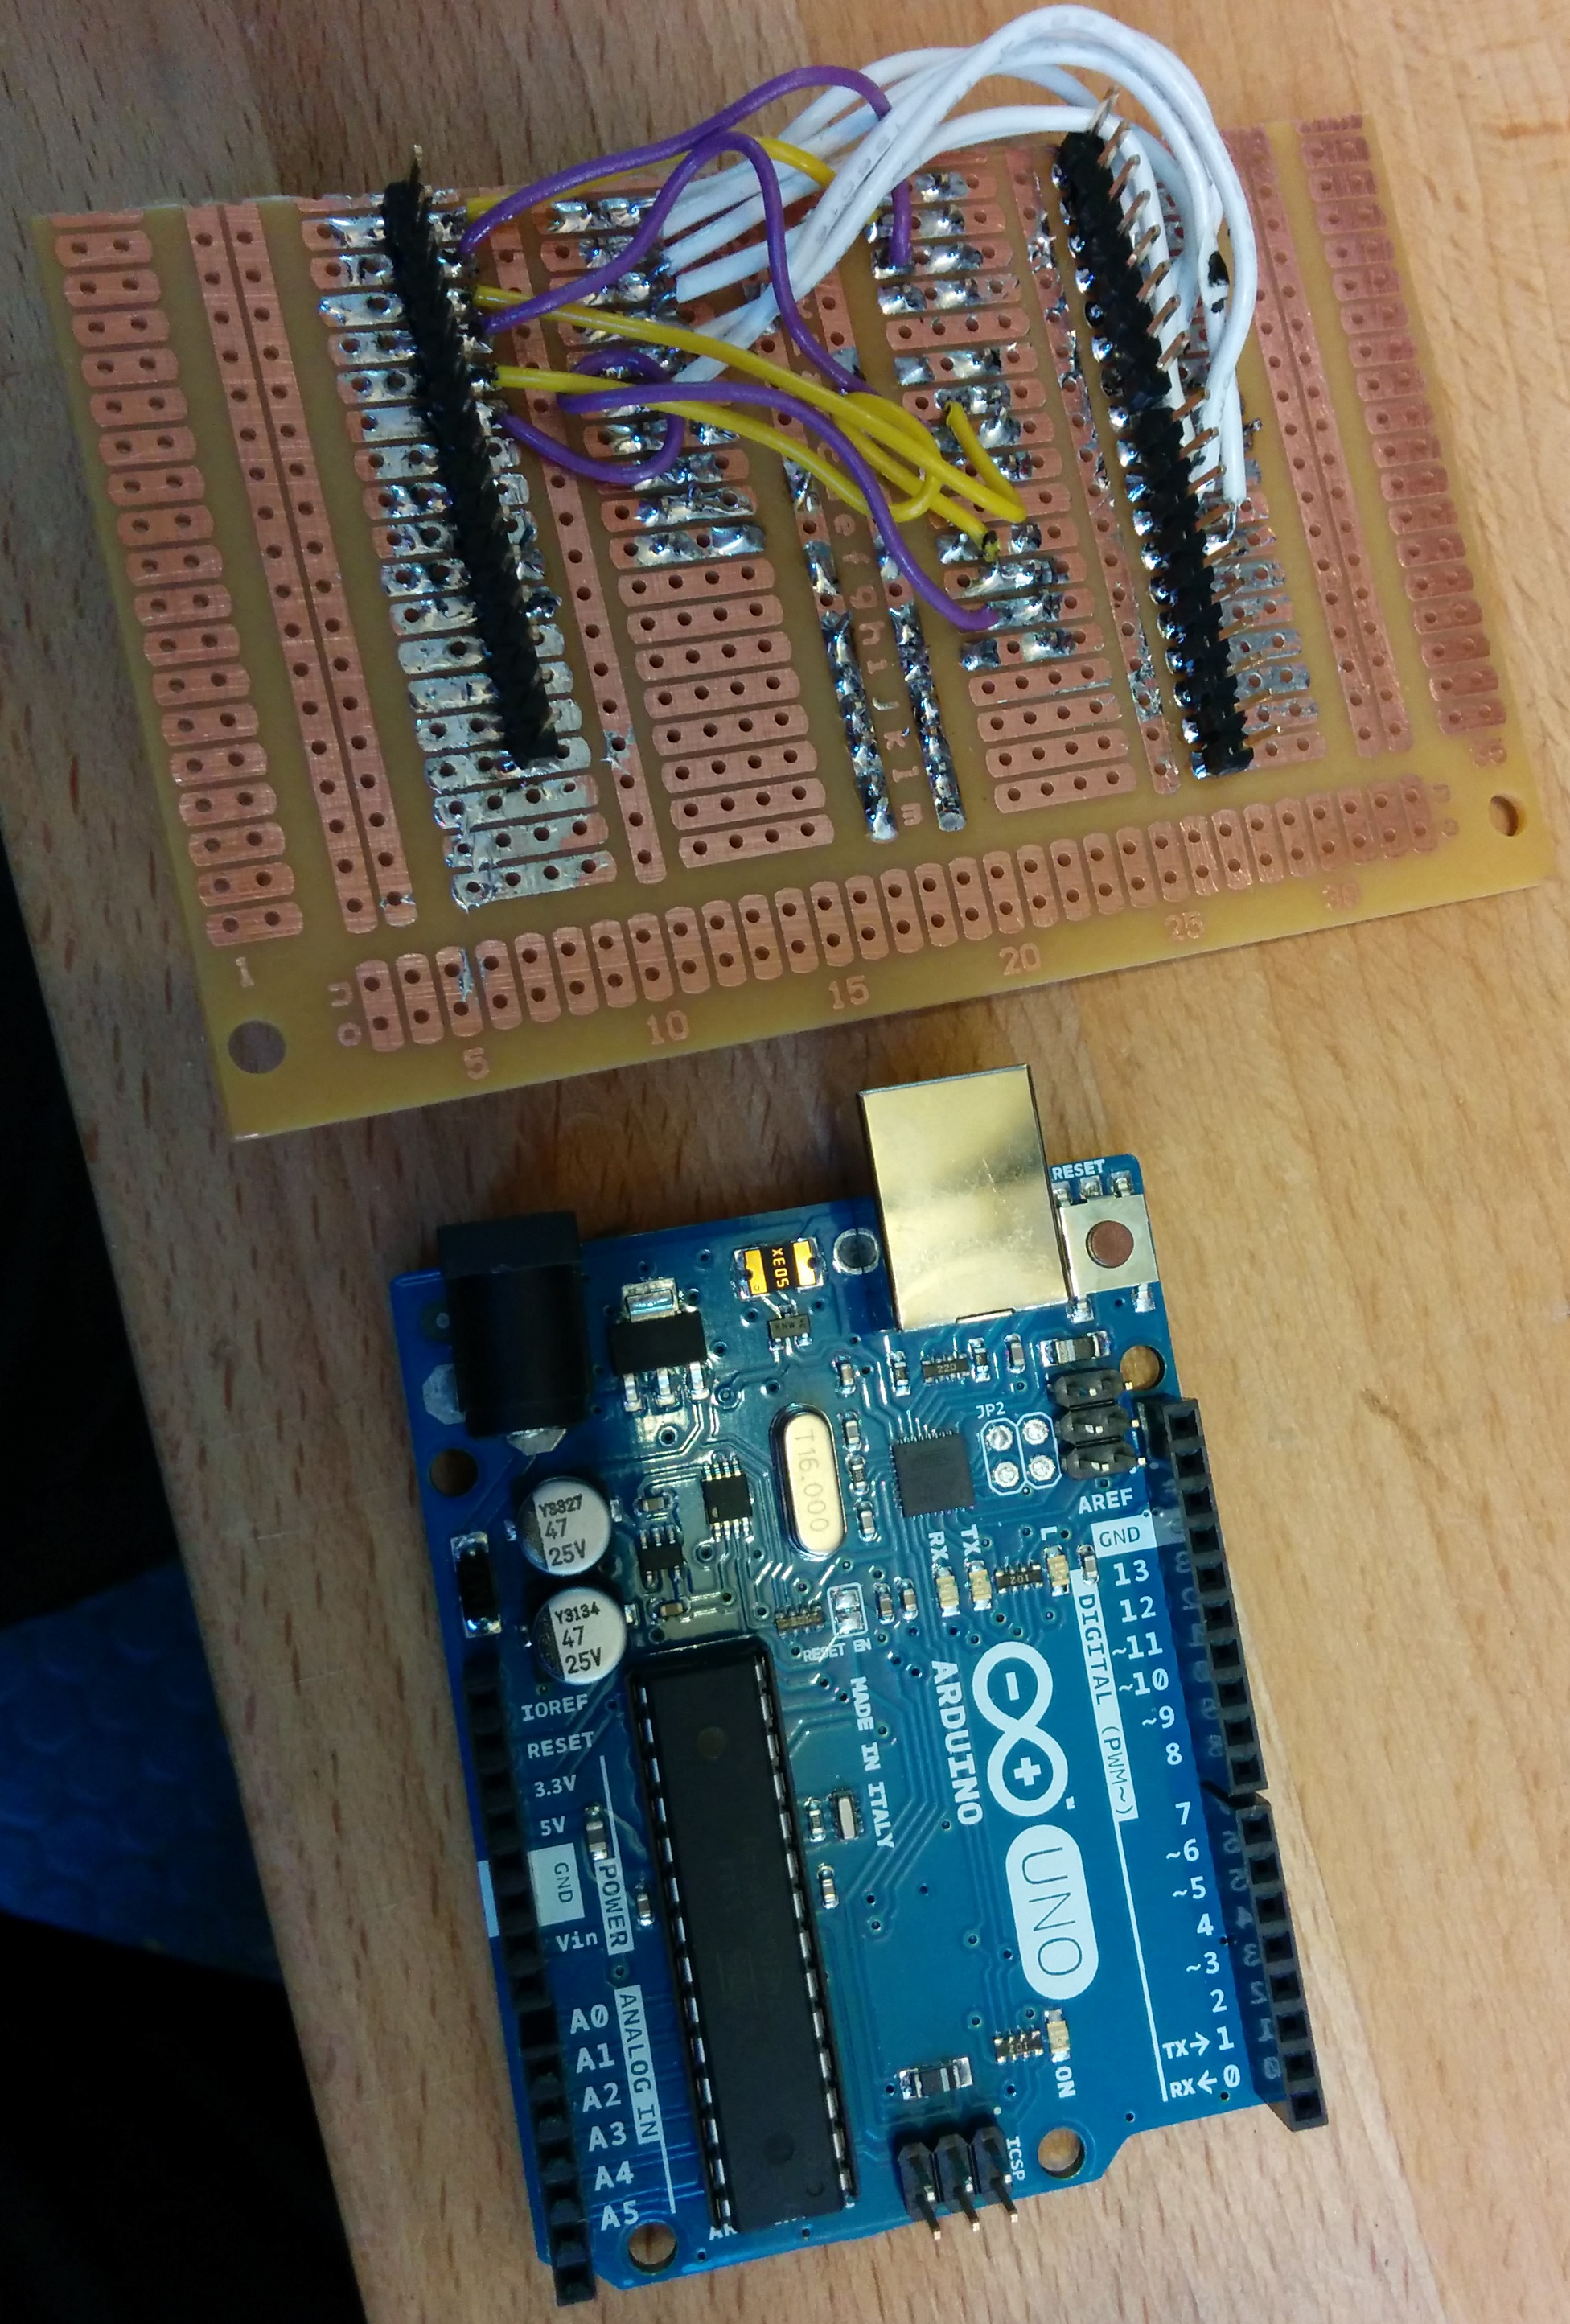 e
f
g
h
i
J
k
l
m
1
5
10
15
20
25
30
RESET
XE05
220
JP2
T16.000
Y3327
47
25V
Y3134
47
25V
AREF
GND
13
12
~11
~10
~9
8
7
~6
~5
4
~3
2
TX→1
RX←0
DIGITAL (PWM~)
L
TX
RX
RESET EN
MADE IN ITALY
ARDUINO
UNO
IOREF
RESET
3.3V
5V
GND
Vin
POWER
A0
A1
A2
A3
A4
A5
ANALOG IN
ON
ICSP